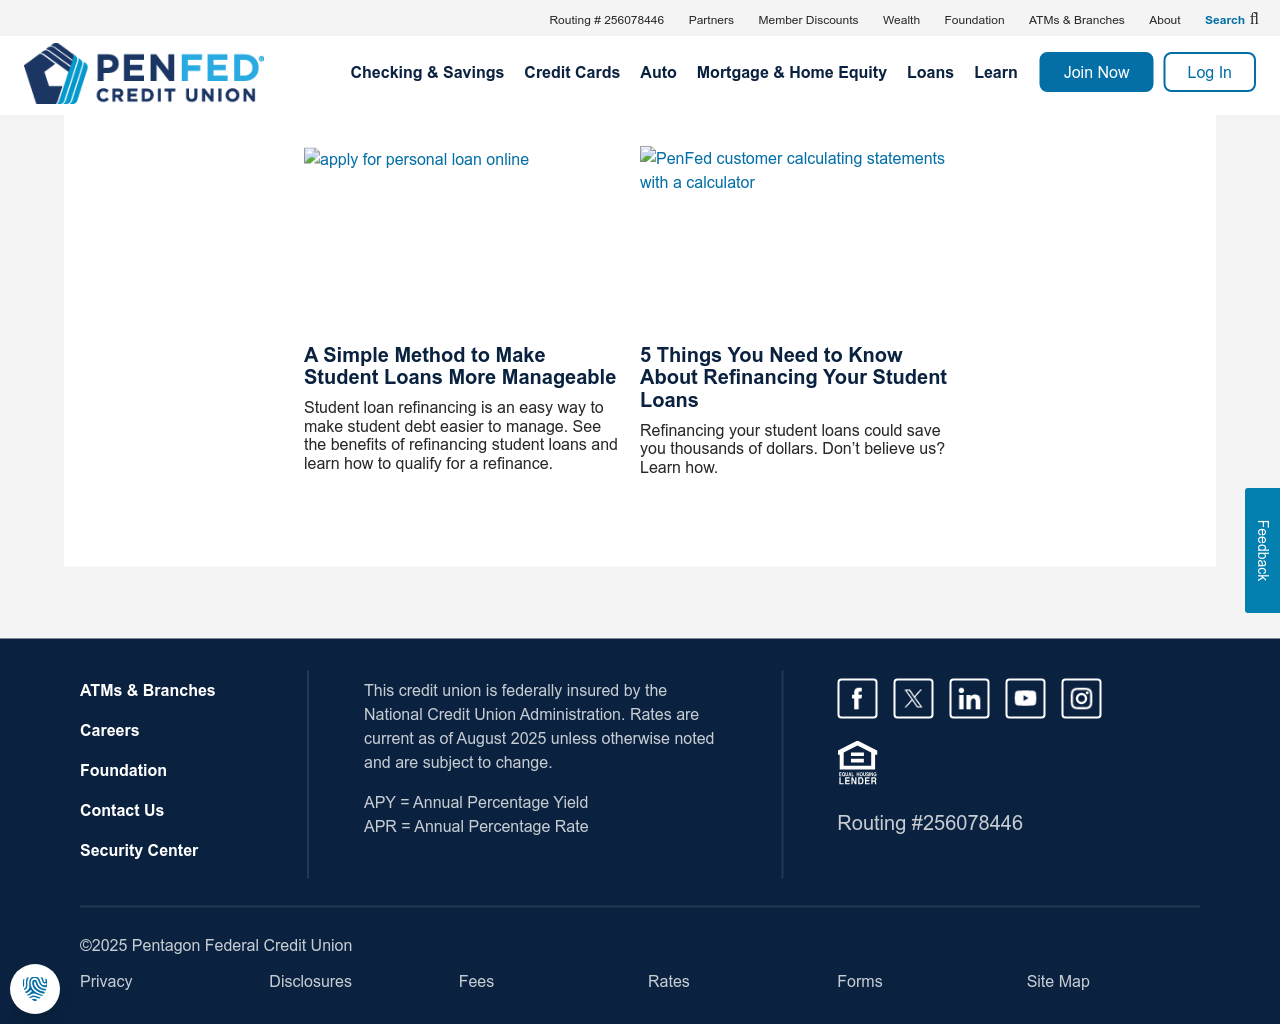 Routing # 256078446 Partners Member Discounts Wealth Foundation ATMs & Branches About Search
PENFED®
CREDIT UNION
Checking & Savings Credit Cards Auto Mortgage & Home Equity Loans Learn Join Now Log In
apply for personal loan online
PenFed customer calculating statements
with a calculator
A Simple Method to Make
Student Loans More Manageable
Student loan refinancing is an easy way to
make student debt easier to manage. See
the benefits of refinancing student loans and
learn how to qualify for a refinance.
5 Things You Need to Know
About Refinancing Your Student
Loans
Refinancing your student loans could save
you thousands of dollars. Don’t believe us?
Learn how.
Feedback
ATMs & Branches
Careers
Foundation
Contact Us
Security Center
This credit union is federally insured by the
National Credit Union Administration. Rates are
current as of August 2025 unless otherwise noted
and are subject to change.
APY = Annual Percentage Yield
APR = Annual Percentage Rate
EQUAL HOUSING
LENDER
Routing #256078446
©2025 Pentagon Federal Credit Union
Privacy Disclosures Fees Rates Forms Site Map